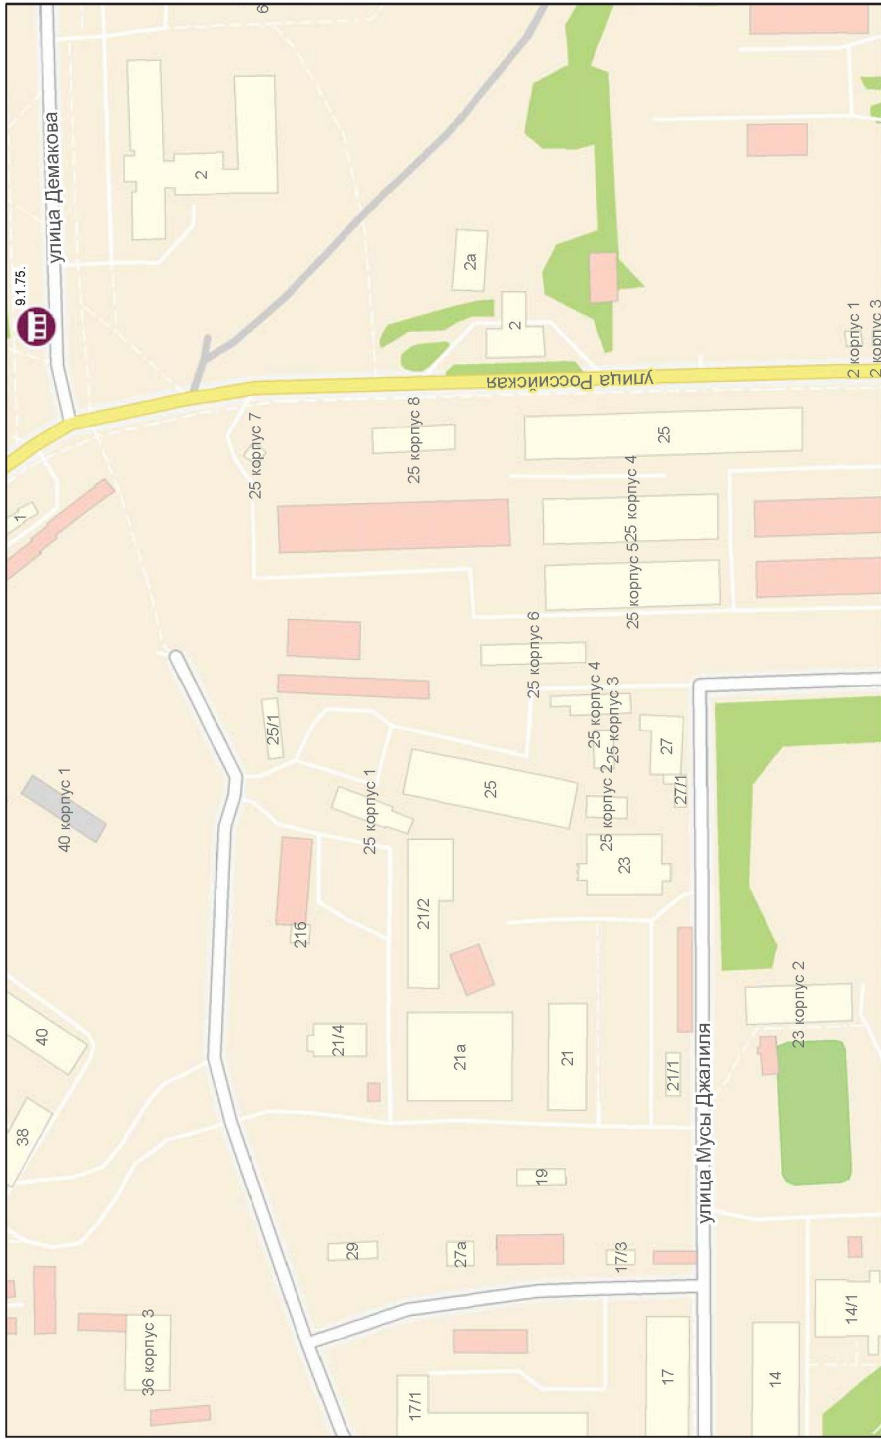 6
улица Демакова
9.1.75.
2
2а
2
улица Российская
2 корпус 1
2 корпус 3
1
25 корпус 7
25 корпус 8
25
25 корпус 4
25 корпус 5
25 корпус 6
25/1
40 корпус 1
25 корпус 1
25
25 корпус 4
25 корпус 3
25 корпус 2
27
27/1
23
21б
21/2
40
38
21/4
21а
21
21/1
улица Мусы Джалиля
23 корпус 2
19
29
27а
17/3
36 корпус 3
17/1
17
14
14/1